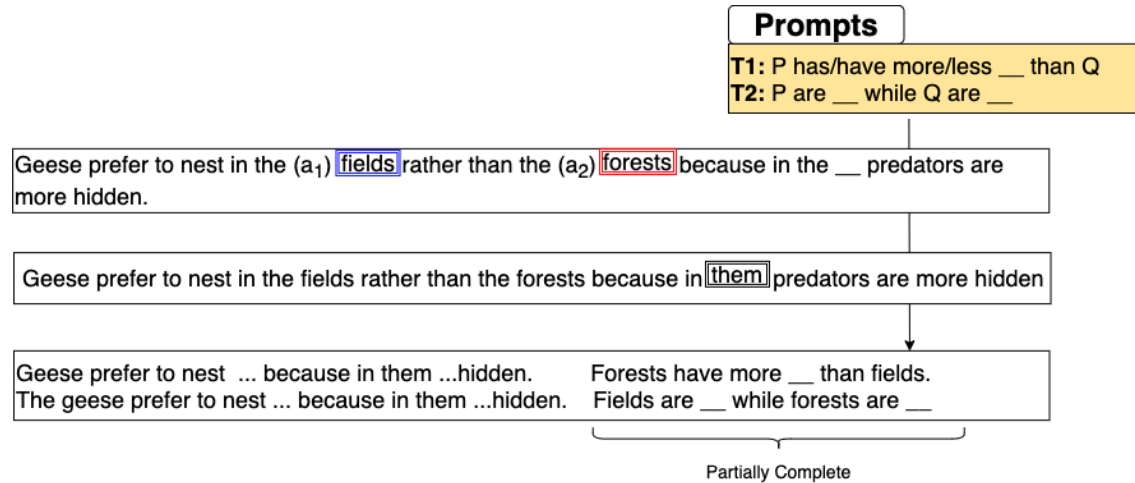 Prompts
T1: P has/have more/less __ than Q
T2: P are __ while Q are __
Geese prefer to nest in the (a1) fields rather than the (a2) forests because in the __ predators are
more hidden.
Geese prefer to nest in the fields rather than the forests because in them predators are more hidden
Geese prefer to nest ... because in them ...hidden. Forests have more __ than fields.
The geese prefer to nest ... because in them ...hidden. Fields are __ while forests are __
Partially Complete